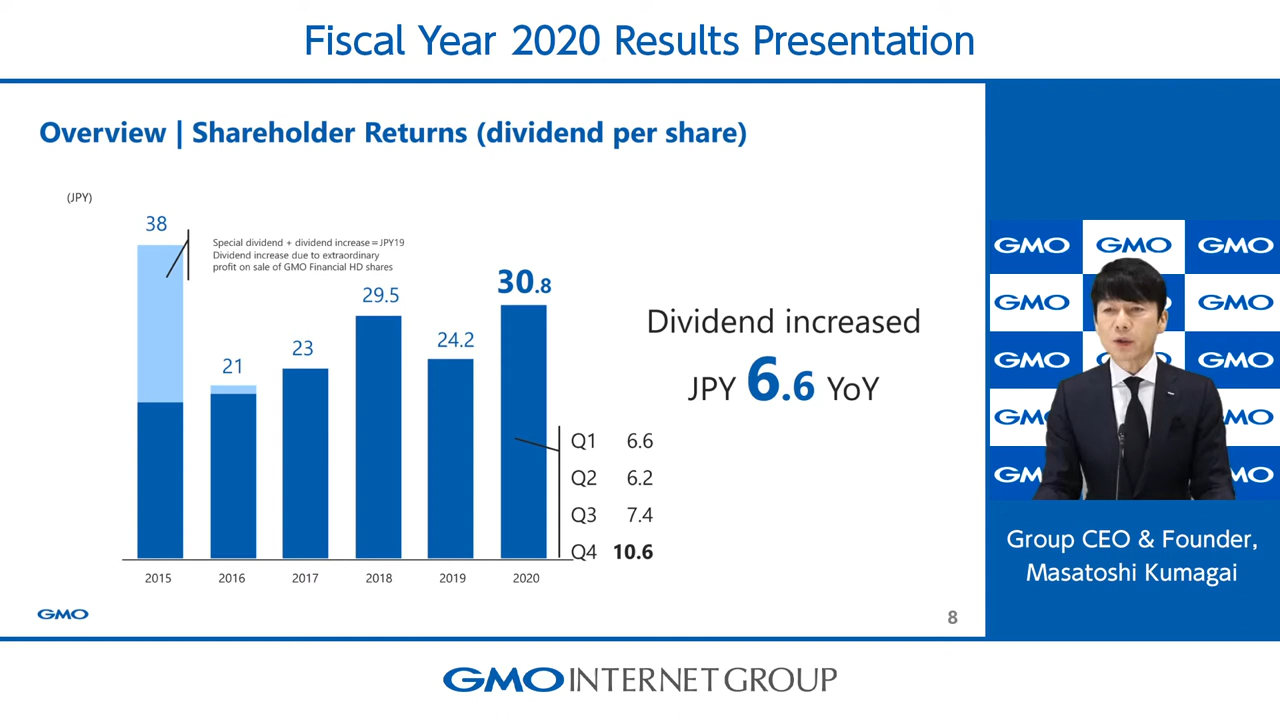 Fiscal Year 2020 Results Presentation
Overview | Shareholder Returns (dividend per share)
(JPY)
38
Special dividend + dividend increase＝JPY19
Dividend increase due to extraordinary
profit on sale of GMO Financial HD shares
21
23
29.5
24.2
30.8
Dividend increased
JPY 6.6 YoY
Q1 6.6
Q2 6.2
Q3 7.4
Q4 10.6
2015 2016 2017 2018 2019 2020
GMO
8
GMO GMO GMO
GMO GMO
GMO GMO
GMO MO
GM MO
Group CEO & Founder,
Masatoshi Kumagai
GMO INTERNET GROUP